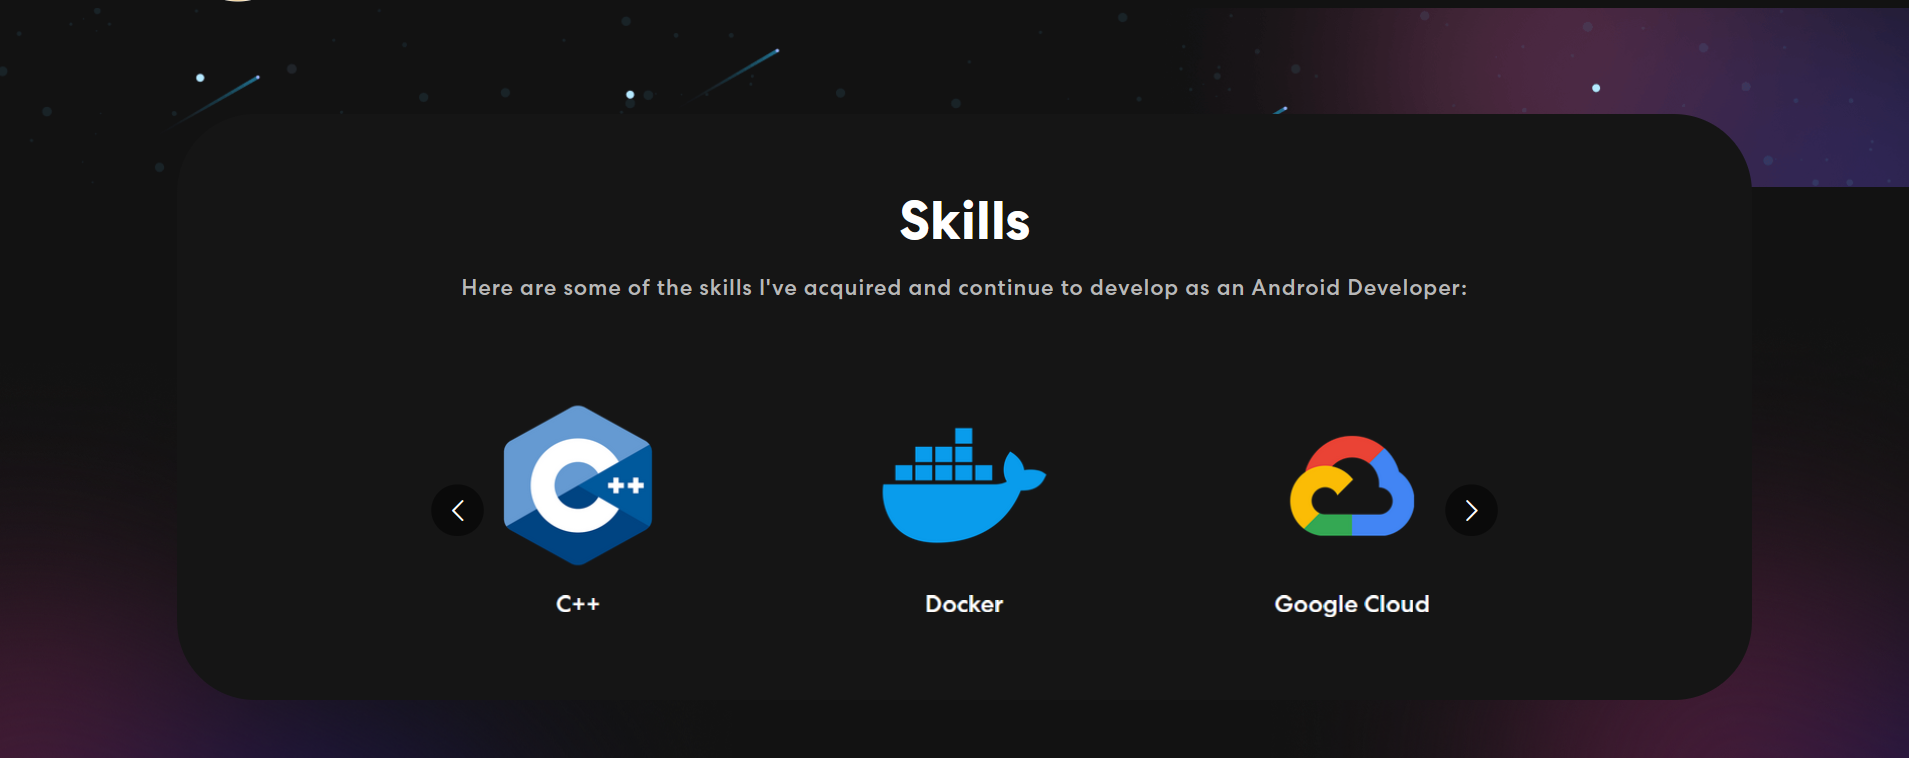 Skills
Here are some of the skills I've acquired and continue to develop as an Android Developer:
C++
Docker
Google Cloud